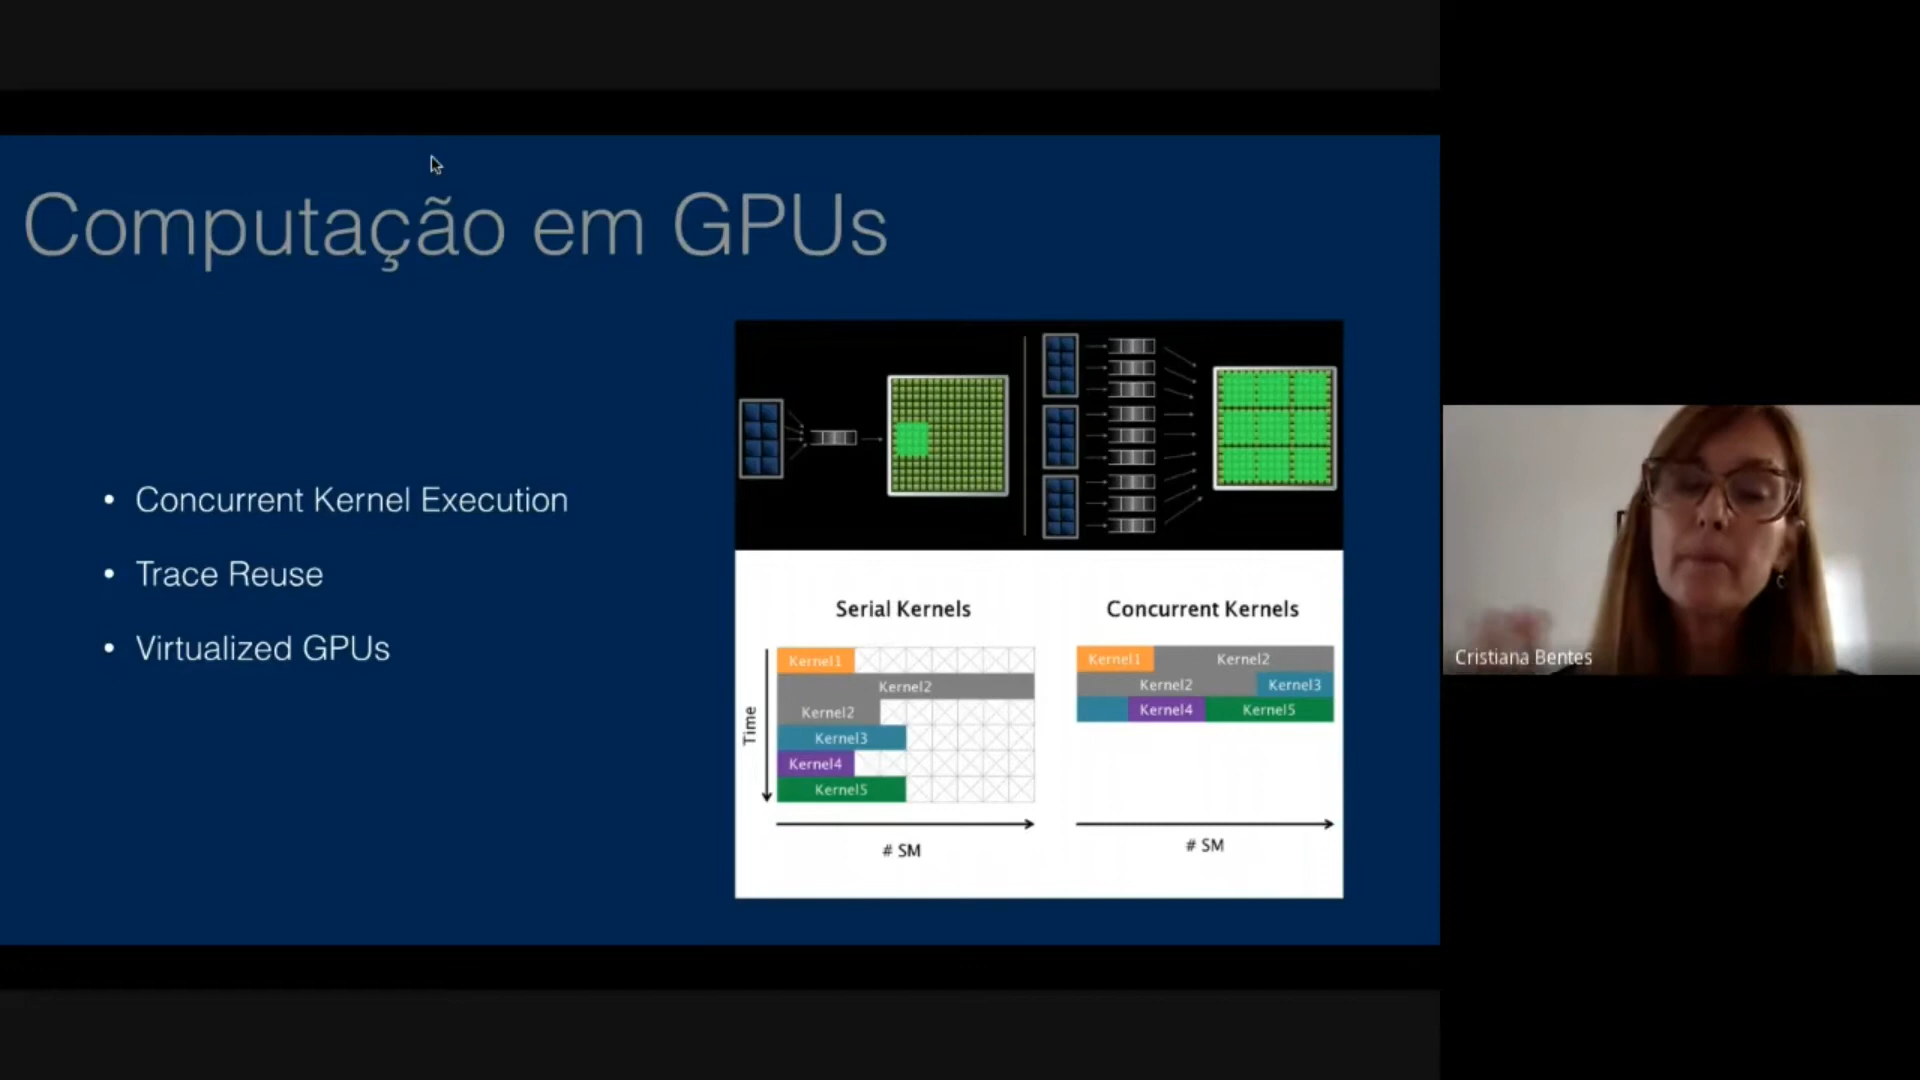 Computação em GPUs
• Concurrent Kernel Execution
• Trace Reuse
• Virtualized GPUs
Serial Kernels
Time
Kernel1
Kernel2
Kernel2
Kernel3
Kernel4
Kernel5
# SM
Concurrent Kernels
Kernel1 Kernel2
Kernel2 Kernel3
Kernel4 Kernel5
# SM
Cristiana Bentes